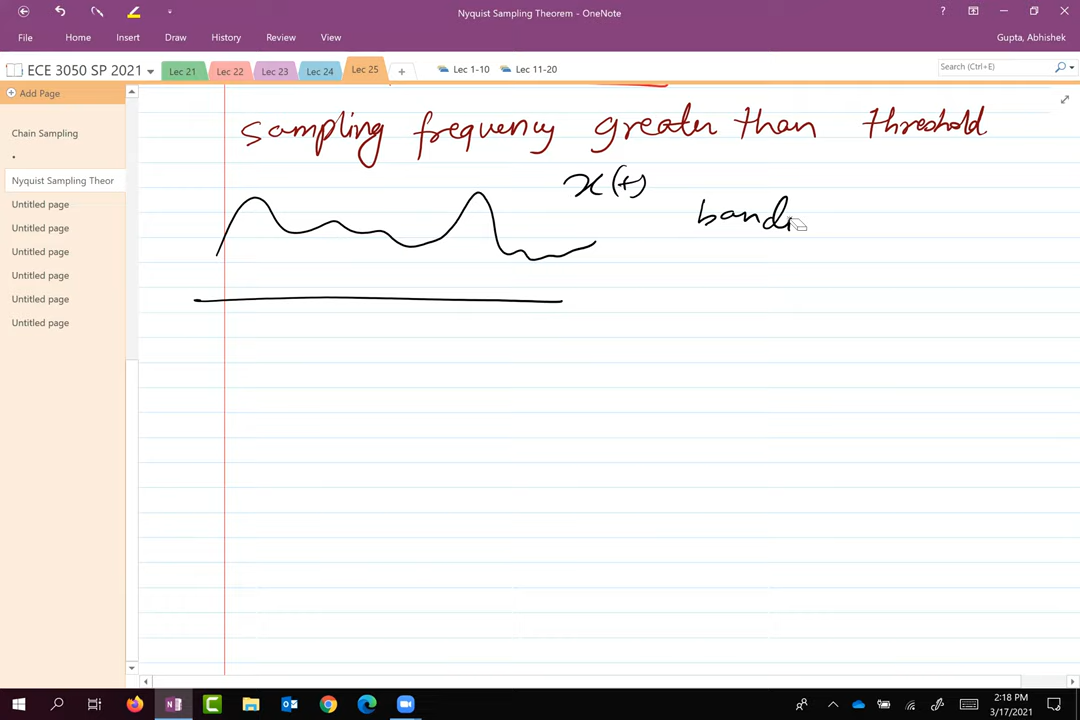 Nyquist Sampling Theorem - OneNote
File Home Insert Draw History Review View Gupta, Abhishek
ECE 3050 SP 2021 Lec 21 Lec 22 Lec 23 Lec 24 Lec 25 Lec 1-10 Lec 11-20 Search (Ctrl+E)
Add Page
Chain Sampling
Nyquist Sampling Theor
Untitled page
Untitled page
Untitled page
Untitled page
Untitled page
Untitled page
sampling frequency greater than threshold
x(t)
band
2:18 PM
3/17/2021